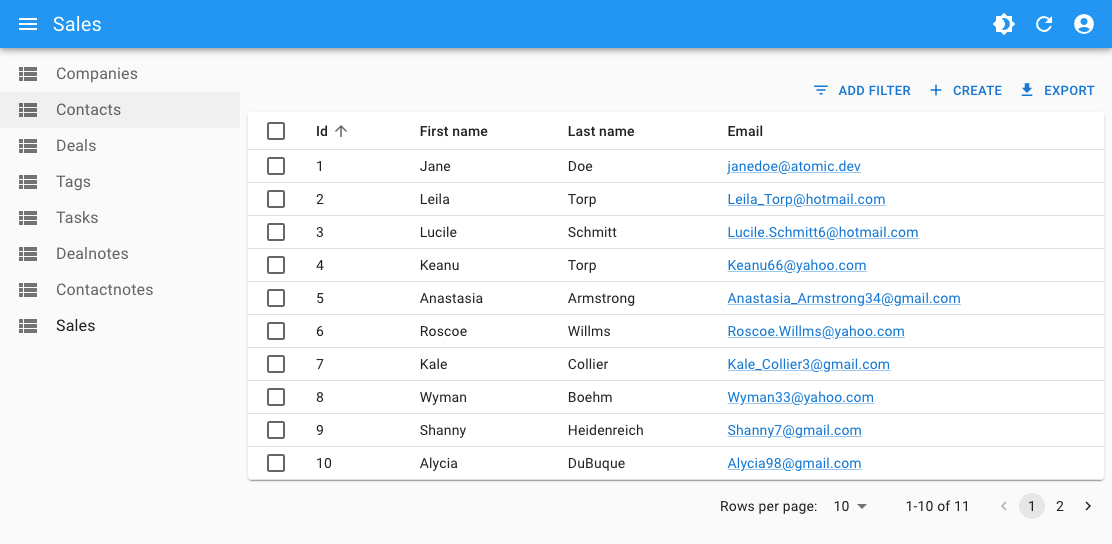 Sales
Companies
Contacts
Deals
Tags
Tasks
Dealnotes
Contactnotes
Sales
ADD FILTER CREATE EXPORT
Id First name Last name Email
1 Jane Doe janedoe@atomic.dev
2 Leila Torp Leila_Torp@hotmail.com
3 Lucile Schmitt Lucile.Schmitt6@hotmail.com
4 Keanu Torp Keanu66@yahoo.com
5 Anastasia Armstrong Anastasia_Armstrong34@gmail.com
6 Roscoe Willms Roscoe.Willms@yahoo.com
7 Kale Collier Kale_Collier3@gmail.com
8 Wyman Boehm Wyman33@yahoo.com
9 Shanny Heidenreich Shanny7@gmail.com
10 Alycia DuBuque Alycia98@gmail.com
Rows per page: 10 1-10 of 11 1 2